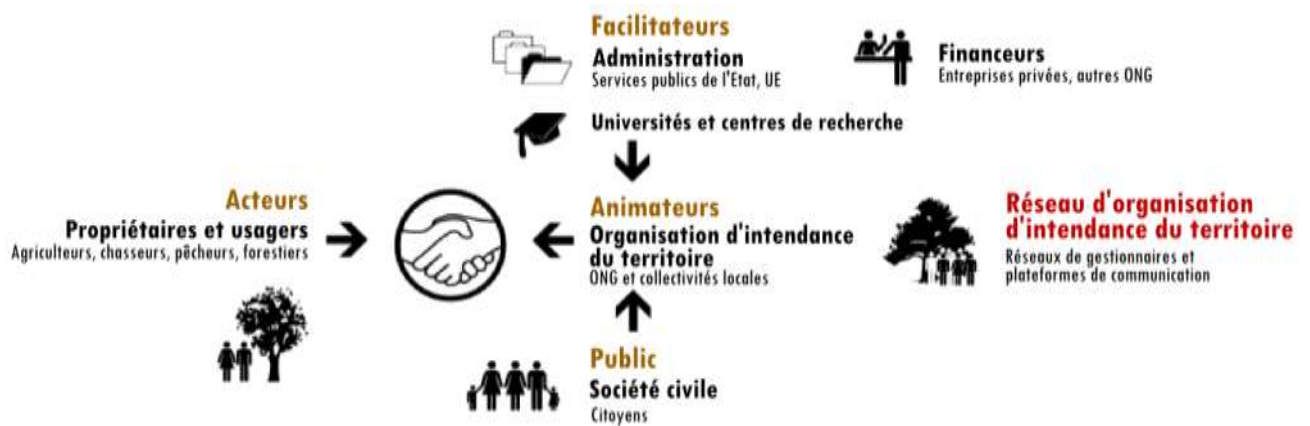 Facilitateurs
Administration
Services publics de l'Etat, UE
Financeurs
Entreprises privées, autres ONG
Universités et centres de recherche
Acteurs
Propriétaires et usagers
Agriculteurs, chasseurs, pêcheurs, forestiers
Animateurs
Organisation d'intendance
du territoire
ONG et collectivités locales
Réseau d'organisation
d'intendance du territoire
Réseaux de gestionnaires et
plateformes de communication
Public
Société civile
Citoyens